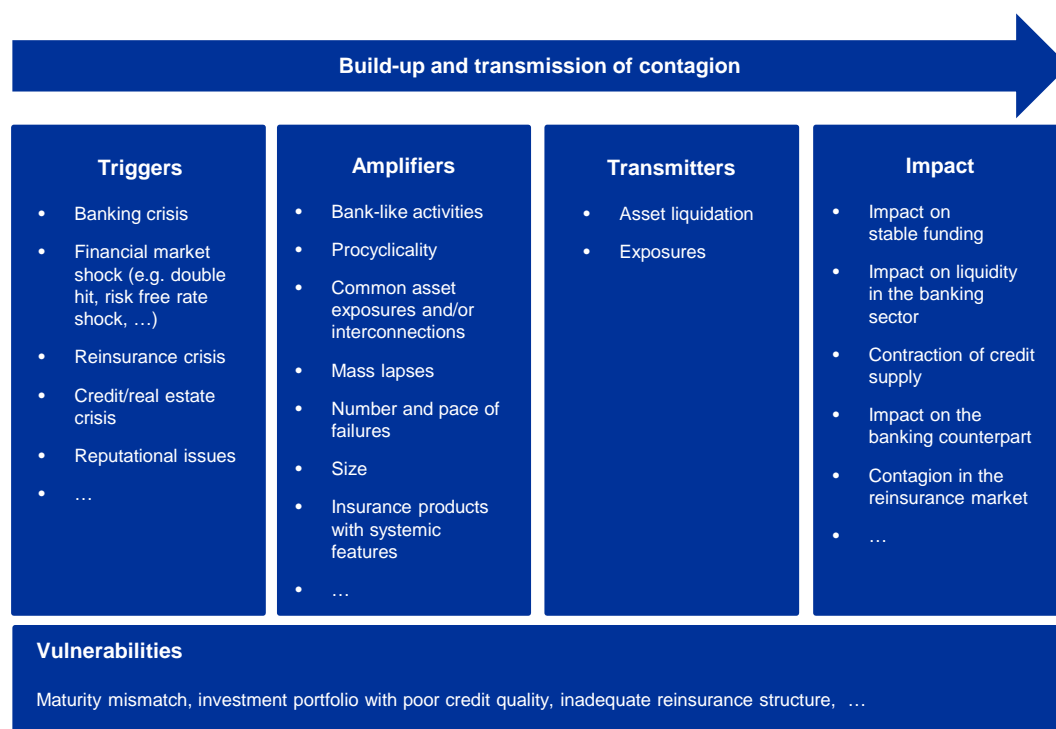 Build-up and transmission of contagion
Triggers
• Banking crisis
• Financial market
shock (e.g. double
hit, risk free rate
shock, …)
• Reinsurance crisis
• Credit/real estate
crisis
• Reputational issues
• …
Amplifiers
• Bank-like activities
• Procyclicality
• Common asset
exposures and/or
interconnections
• Mass lapses
• Number and pace of
failures
• Size
• Insurance products
with systemic
features
• …
Transmitters
• Asset liquidation
• Exposures
Impact
• Impact on
stable funding
• Impact on liquidity
in the banking
sector
• Contraction of credit
supply
• Impact on the
banking counterpart
• Contagion in the
reinsurance market
• …
Vulnerabilities
Maturity mismatch, investment portfolio with poor credit quality, inadequate reinsurance structure, …